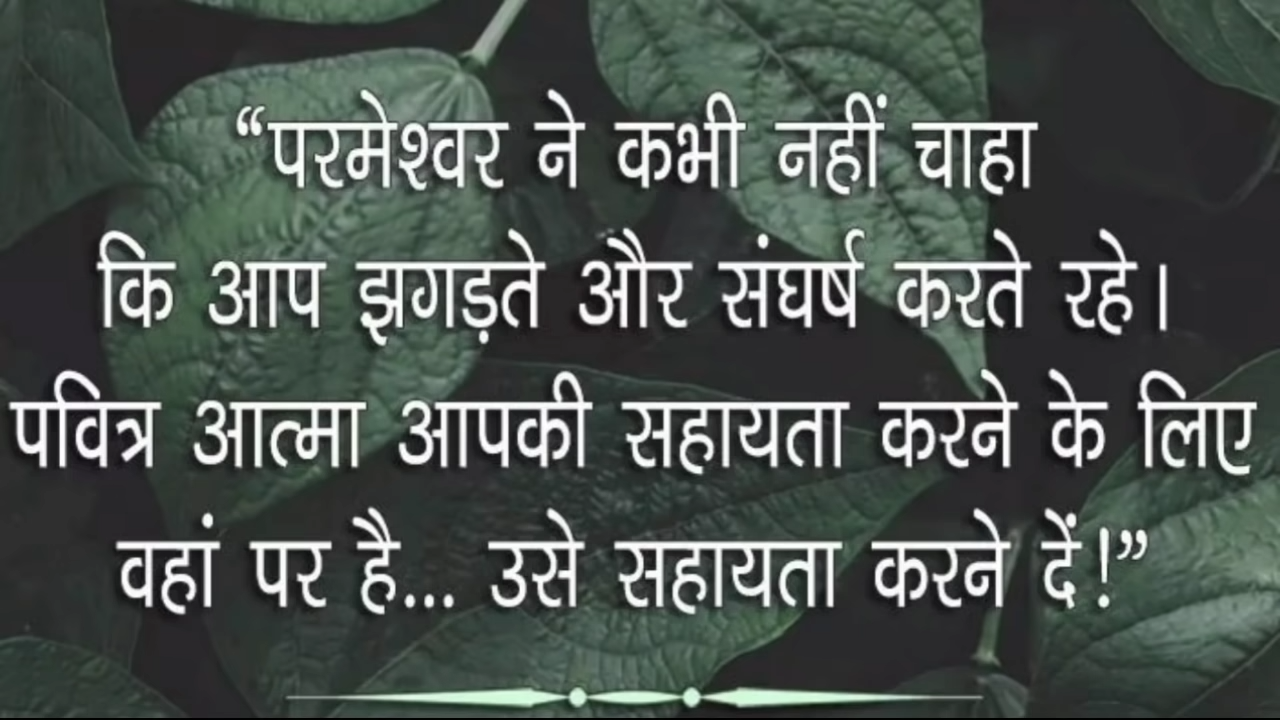 “परमेश्वर ने कभी नहीं चाहा
कि आप झगड़ते और संघर्ष करते रहे।
पवित्र आत्मा आपकी सहायता करने के लिए
वहां पर है... उसे सहायता करने दें!”